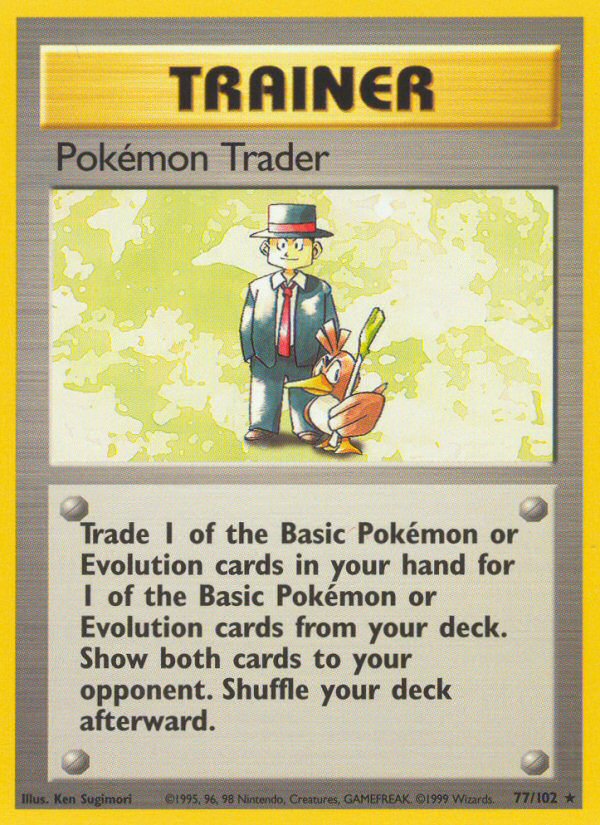 TRAINER
Pokémon Trader
Trade 1 of the Basic Pokémon or
Evolution cards in your hand for
1 of the Basic Pokémon or
Evolution cards from your deck.
Show both cards to your
opponent. Shuffle your deck
afterward.
Illus. Ken Sugimori ©1995, 96, 98 Nintendo, Creatures, GAMEFREAK. ©1999 Wizards. 77/102 ★